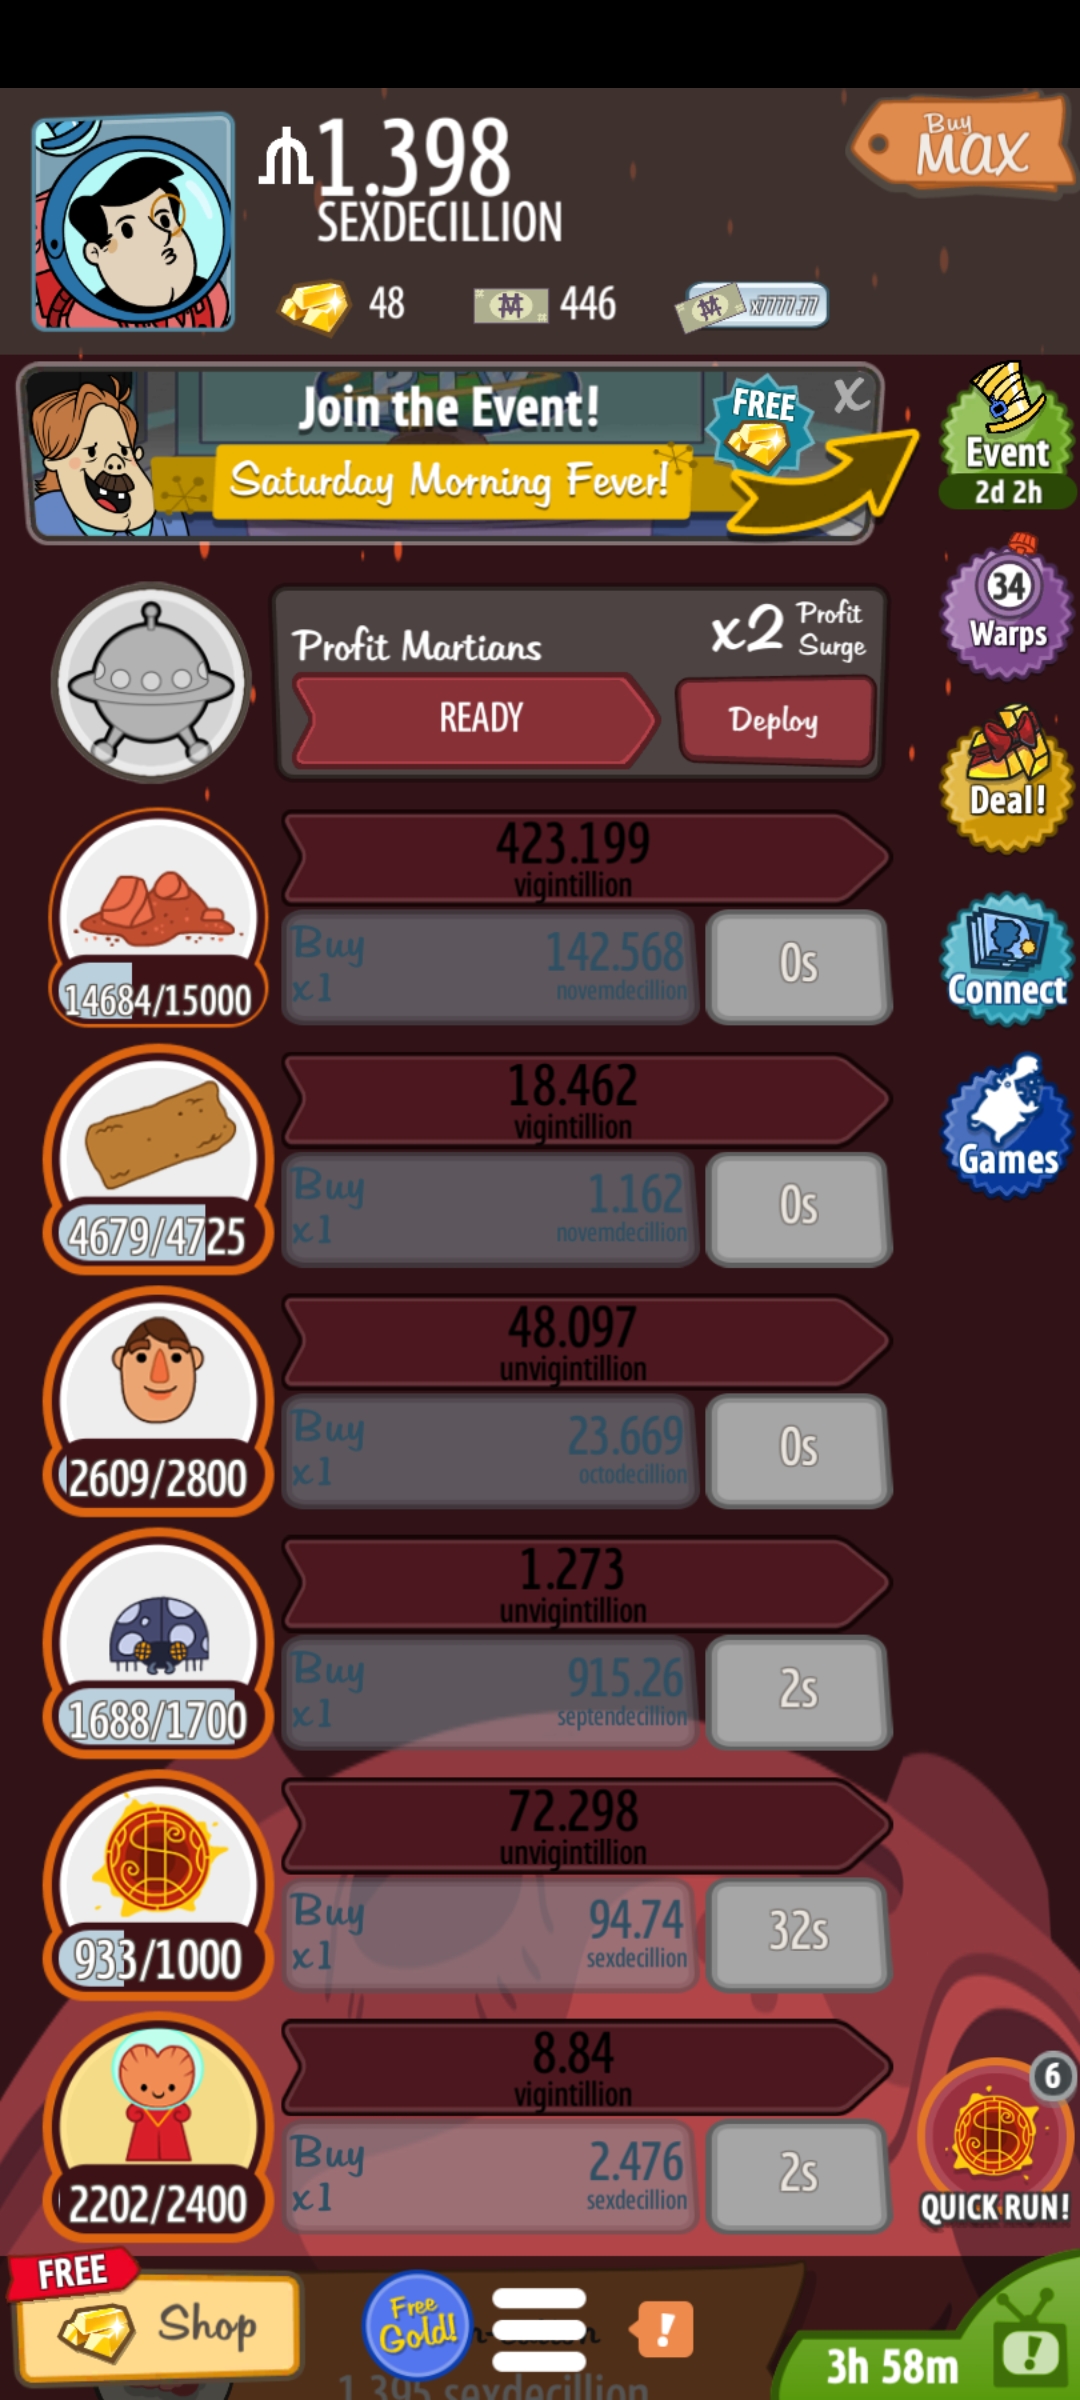 1.398
SEXDECILLION
Buy
MAX
48
446
x7777.77
Join the Event!
FREE
X
Saturday Morning Fever!
Event
2d 2h
34
Warps
Profit Martians
x2 Profit
Surge
READY
Deploy
Deal!
423.199
vigintillion
14684/15000
Buy
x1
142.568
novemdecillion
0s
Connect
18.462
vigintillion
4679/4725
Buy
x1
1.162
novemdecillion
0s
Games
48.097
unvigintillion
2609/2800
Buy
x1
23.669
octodecillion
0s
1.273
unvigintillion
1688/1700
Buy
x1
915.26
septendecillion
2s
72.298
unvigintillion
933/1000
Buy
x1
94.74
sexdecillion
32s
8.84
vigintillion
2202/2400
Buy
x1
2.476
sexdecillion
2s
6
QUICK RUN!
FREE
Shop
Free
Gold!
!
3h 58m
!
1.395 sexdecillion